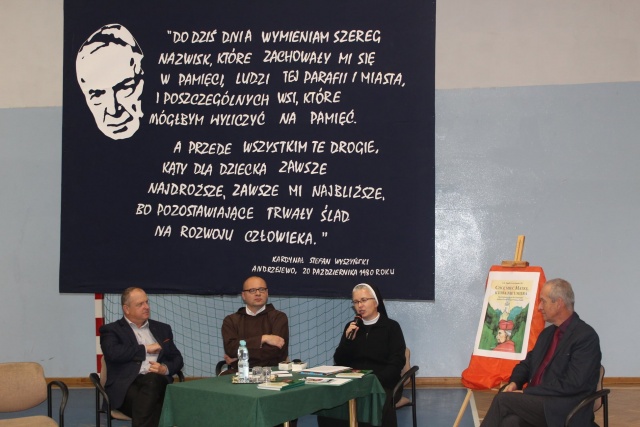 "DO DZIŚ DNIA WYMIENIAM SZEREG
NAZWISK, KTÓRE ZACHOWAŁY MI SIĘ
W PAMIĘCI, LUDZI TEJ PARAFII I MIASTA,
I POSZCZEGÓLNYCH WSI, KTÓRE
MÓGŁBYM WYLICZYĆ NA PAMIĘĆ.
A PRZEDE WSZYSTKIM TE DROGIE,
KĄTY DLA DZIECKA ZAWSZE
NAJDROŻSZE, ZAWSZE MI NAJBLIŻSZE,
BO POZOSTAWIAJĄCE TRWAŁY ŚLAD
NA ROZWOJU CZŁOWIEKA."
KARDYNAŁ STEFAN WYSZYŃSKI
ANDRZEJEWO, 20 PAŹDZIERNIKA 1980 ROKU